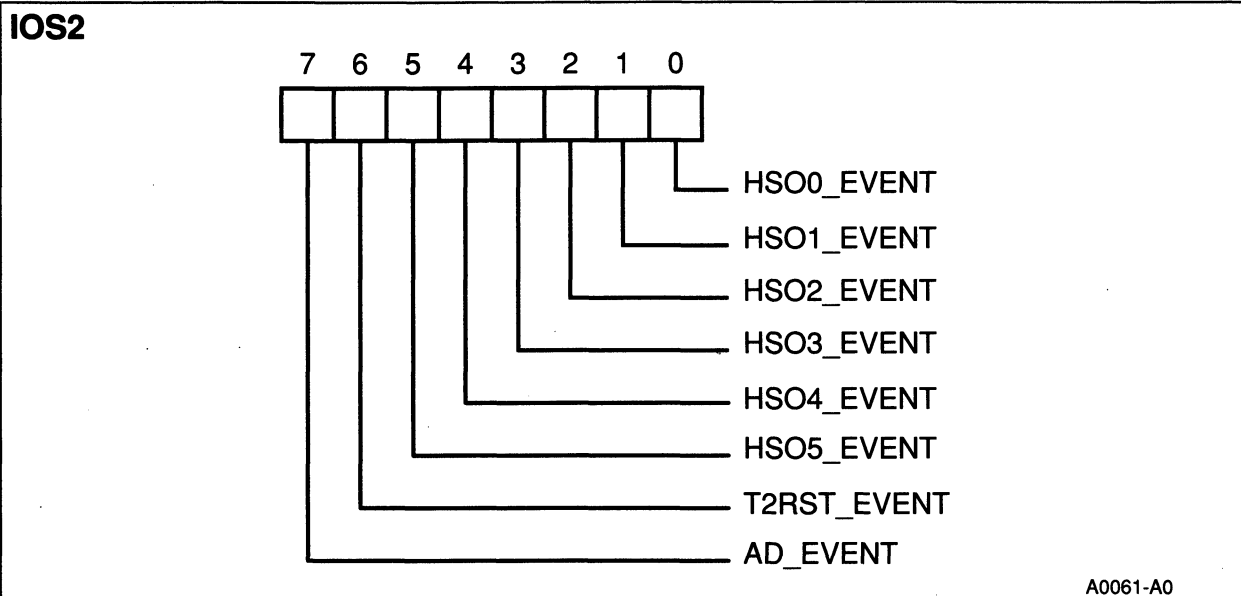 IOS2
7 6 5 4 3 2 1 0
HSO0_EVENT
HSO1_EVENT
HSO2_EVENT
HSO3_EVENT
HSO4_EVENT
HSO5_EVENT
T2RST_EVENT
AD_EVENT
A0061-A0